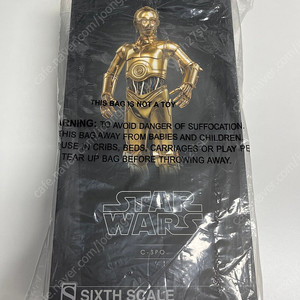 THIS BAG IS NOT A TOY
WARNING: TO AVOID DANGER OF SUFFOCATION,
THIS BAG AWAY FROM BABIES AND CHILDREN.
USE IN CRIBS, BEDS, CARRIAGES OR PLAY PE
TEAR UP BAG BEFORE THROWING AWAY.
STAR
WARS
C-3PO
SIXTH SCALE